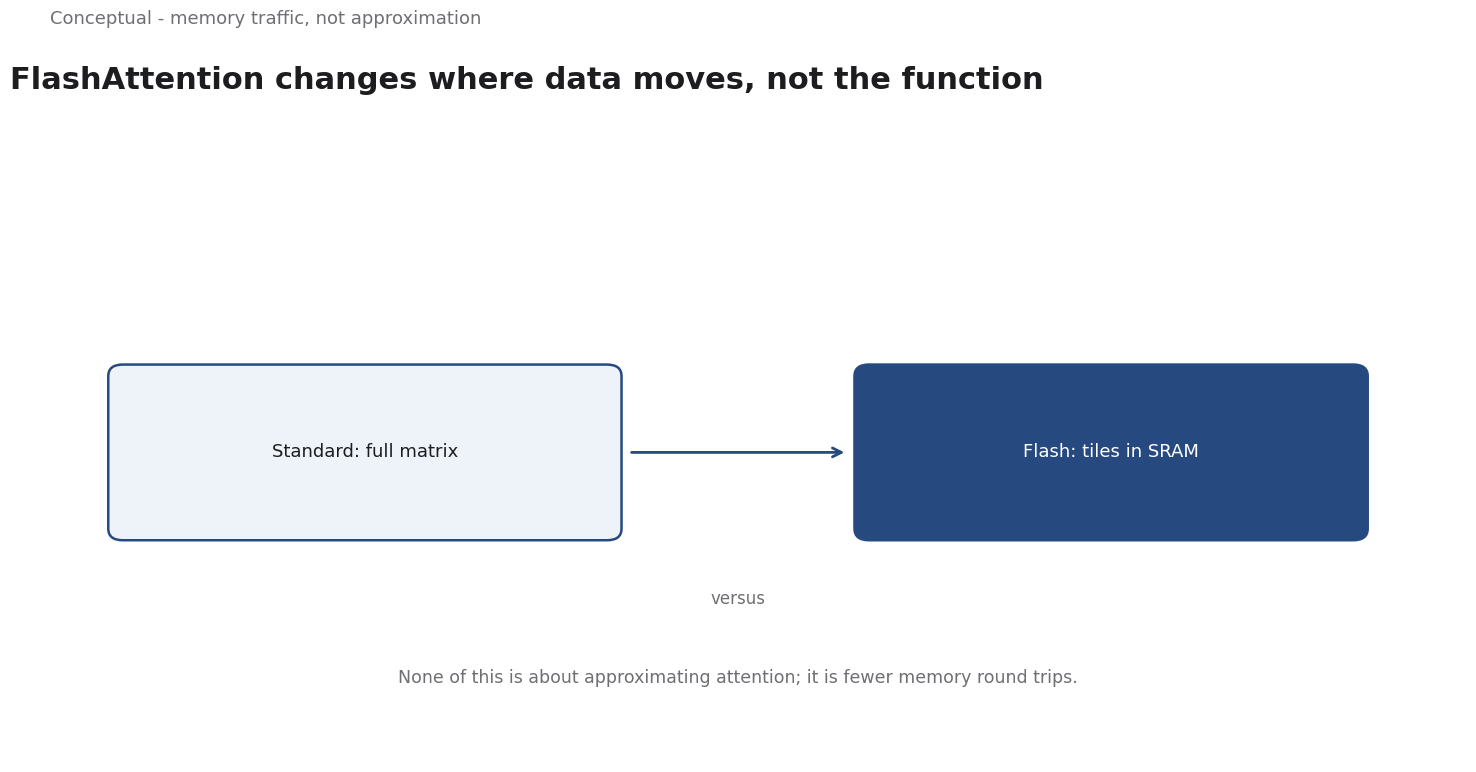 Conceptual - memory traffic, not approximation
FlashAttention changes where data moves, not the function
Standard: full matrix
Flash: tiles in SRAM
versus
None of this is about approximating attention; it is fewer memory round trips.